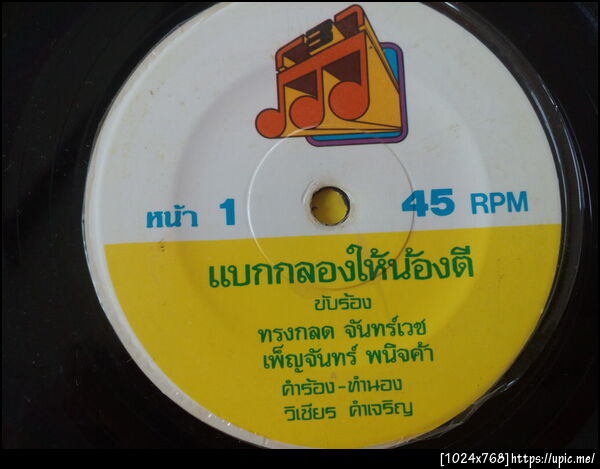 3
หน้า 1 45 RPM
แบกกลองให้น้องตี
ขับร้อง
ทรงกลด จันทร์เวช
เพ็ญจันทร์ พนิจค้า
คำร้อง-ทำนอง
วิเชียร คำเจริญ
[1024x768]https://upic.me/